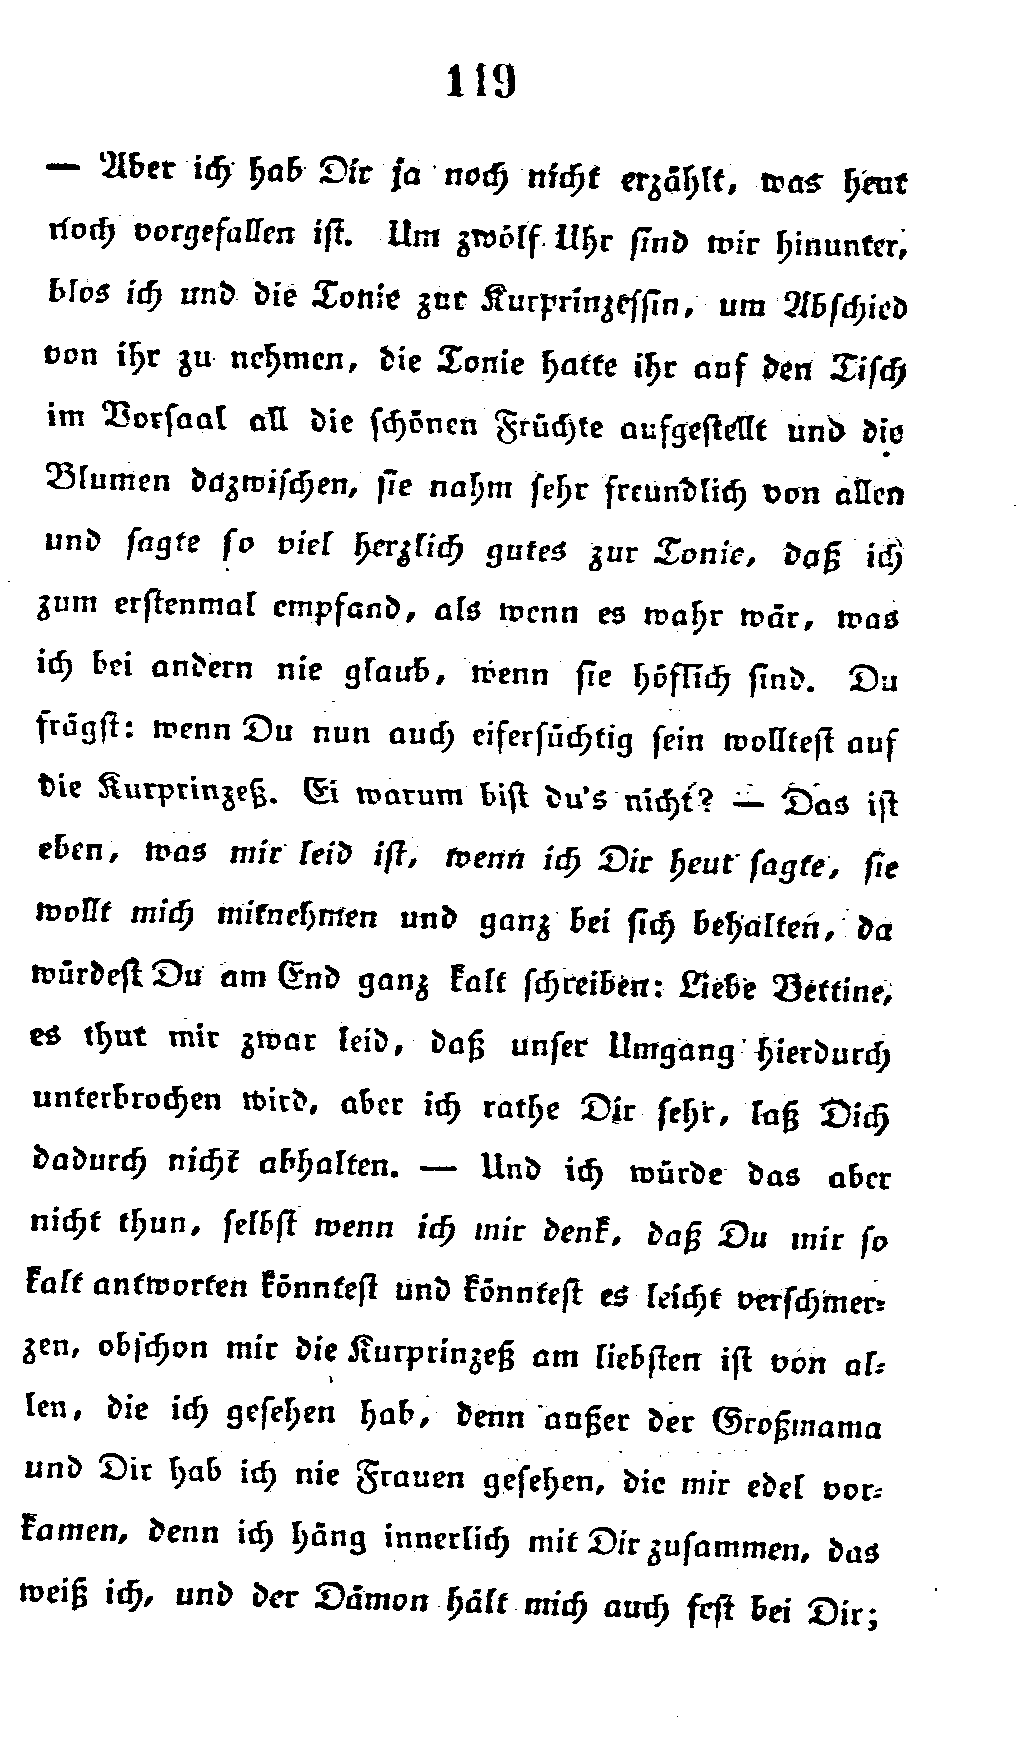 119
— Aber ich hab Dir ja noch nicht erzählt, was heut
noch vorgefallen ist. Um zwölf Uhr sind wir hinunter,
blos ich und die Tonie zur Kurprinzessin, um Abschied
von ihr zu nehmen, die Tonie hatte ihr auf den Tisch
im Vorsaal all die schönen Früchte aufgestellt und die
Blumen dazwischen, sie nahm sehr freundlich von allen
und sagte so viel herzlich gutes zur Tonie, daß ich
zum erstenmal empfand, als wenn es wahr wär, was
ich bei andern nie glaub, wenn sie höflich sind. Du
frägst: wenn Du nun auch eifersüchtig sein wolltest auf
die Kurprinzeß. Ei warum bist du's nicht? — Das ist
eben, was mir leid ist, wenn ich Dir heut sagte, sie
wollt mich mitnehmen und ganz bei sich behalten, da
würdest Du am End ganz kalt schreiben: Liebe Bettine,
es thut mir zwar leid, daß unser Umgang hierdurch
unterbrochen wird, aber ich rathe Dir sehr, laß Dich
dadurch nicht abhalten. — Und ich würde das aber
nicht thun, selbst wenn ich mir denk, daß Du mir so
kalt antworten könntest und könntest es leicht verschmer-
zen, obschon mir die Kurprinzeß am liebsten ist von al-
len, die ich gesehen hab, denn außer der Großmama
und Dir hab ich nie Frauen gesehen, die mir edel vor-
kamen, denn ich häng innerlich mit Dir zusammen, das
weiß ich, und der Dämon hält mich auch fest bei Dir;